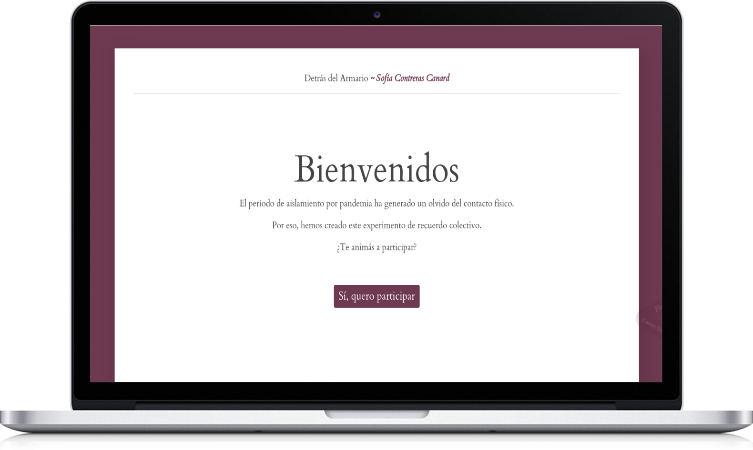 Detrás del Armario ~ Sofía Contreras Canard
Bienvenidos
El periodo de aislamiento por pandemia ha generado un olvido del contacto físico.
Por eso, hemos creado este experimento de recuerdo colectivo.
¿Te animás a participar?
Sí, quero participar